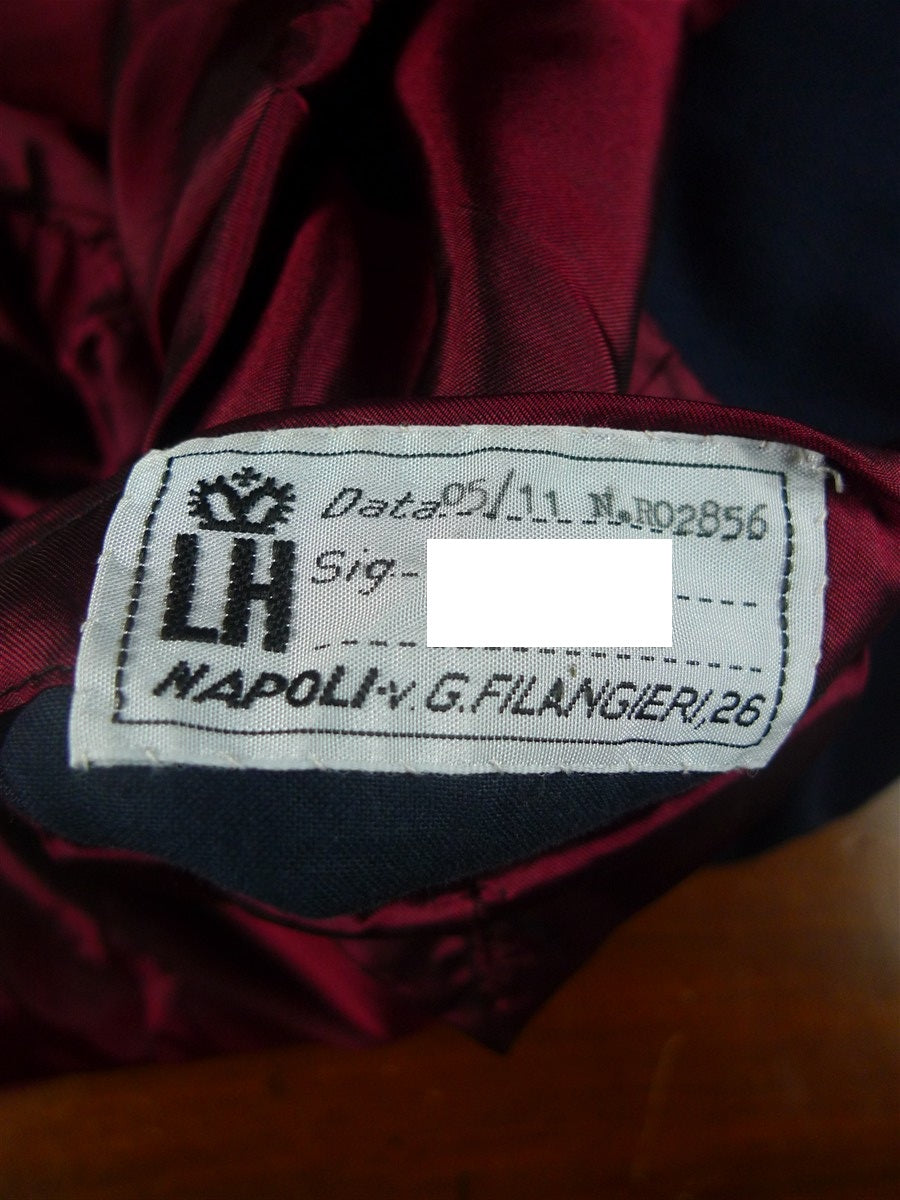 Data 05/11 N.R02856
LH
Sig.-
NAPOLI-V.G.FILANGIERI,26